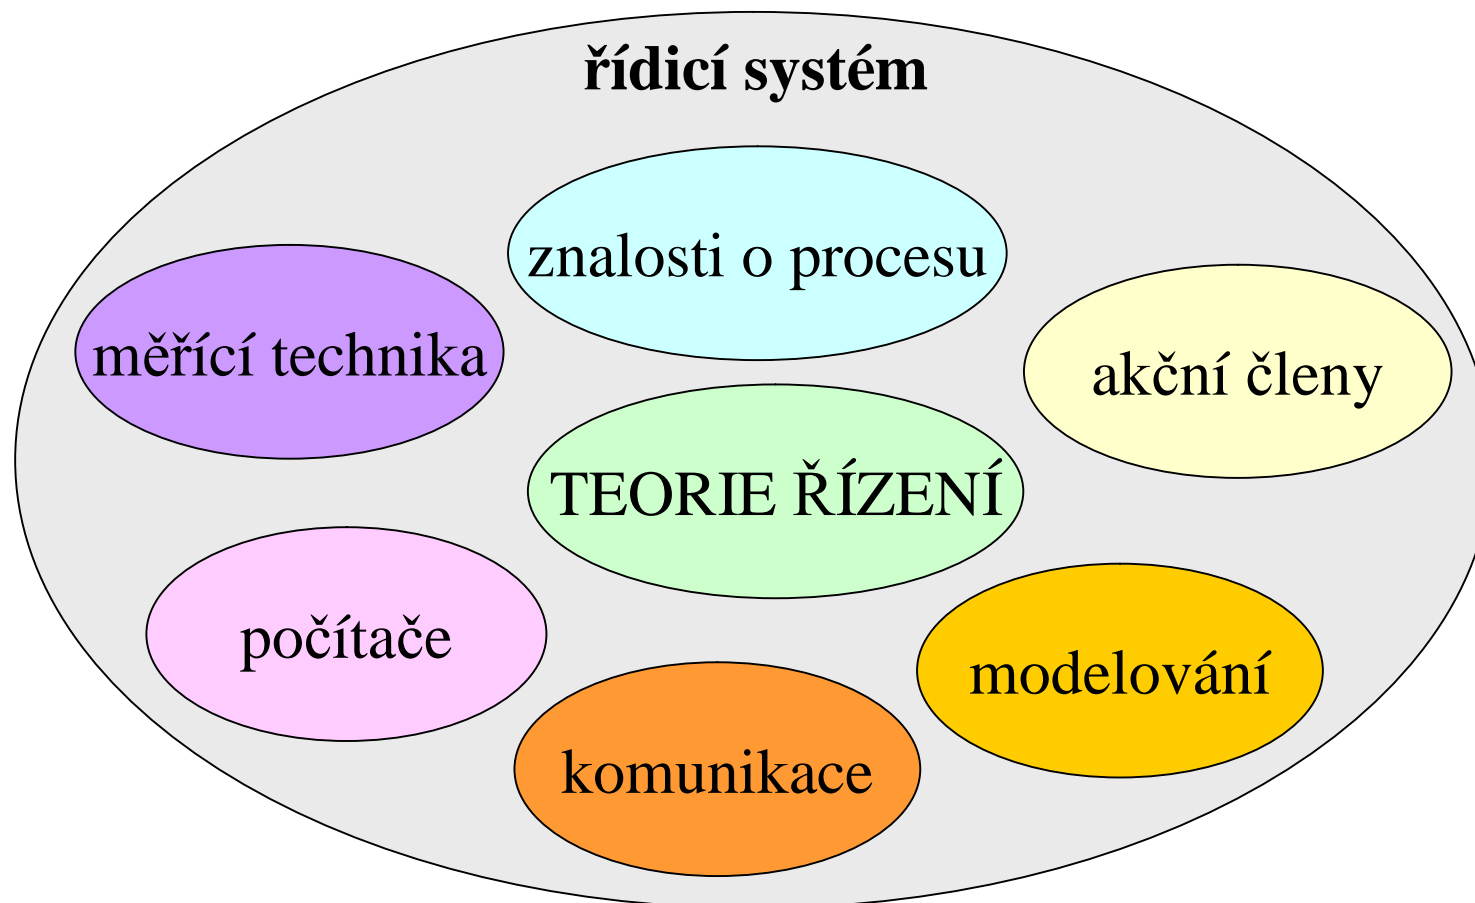 řídicí systém
znalosti o procesu
měřící technika
akční členy
TEORIE ŘÍZENÍ
počítače
modelování
komunikace